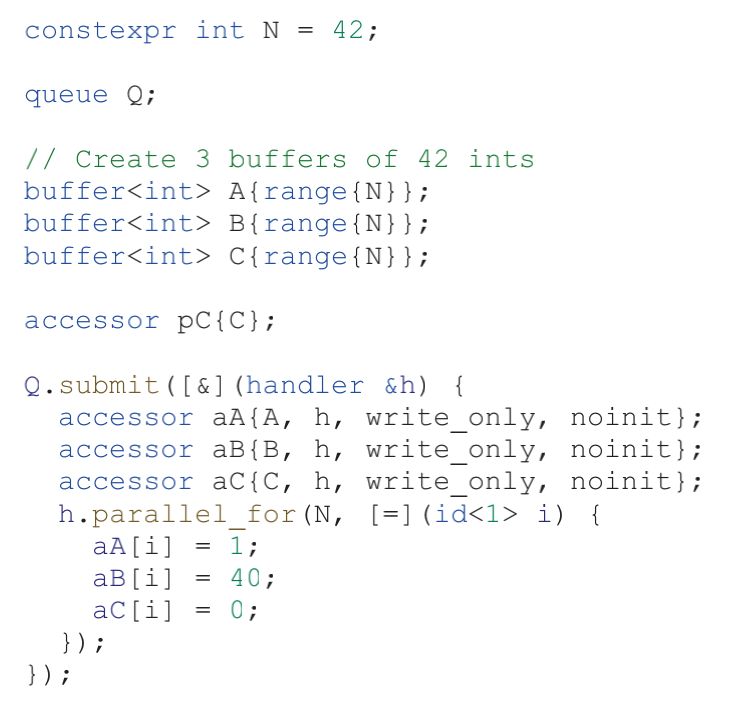 constexpr int N = 42;

queue Q;

// Create 3 buffers of 42 ints
buffer<int> A{range{N}};
buffer<int> B{range{N}};
buffer<int> C{range{N}};

accessor pC{C};

Q.submit([&](handler &h) {
  accessor aA{A, h, write_only, noinit};
  accessor aB{B, h, write_only, noinit};
  accessor aC{C, h, write_only, noinit};
  h.parallel_for(N, [=](id<1> i) {
    aA[i] = 1;
    aB[i] = 40;
    aC[i] = 0;
  });
});